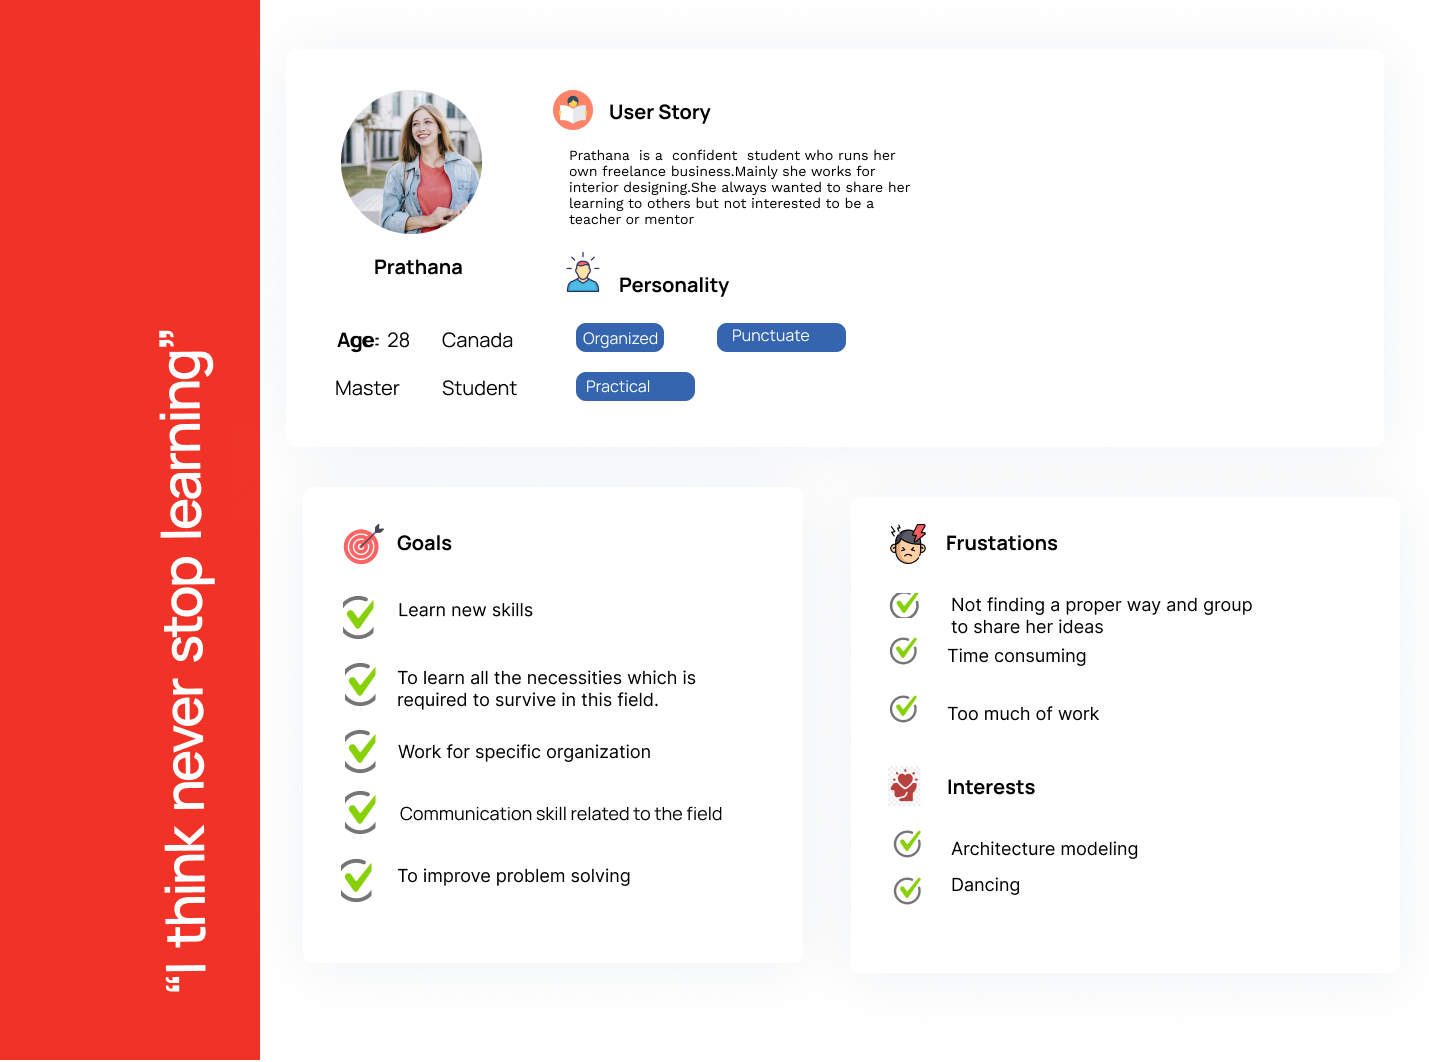 “I think never stop learning”
Prathana
Age: 28
Canada
Master
Student
User Story
Prathana is a confident student who runs her
own freelance business.Mainly she works for
interior designing.She always wanted to share her
learning to others but not interested to be a
teacher or mentor
Personality
Organized
Punctuate
Practical
Goals
Learn new skills
To learn all the necessities which is
required to survive in this field.
Work for specific organization
Communication skill related to the field
To improve problem solving
Frustations
Not finding a proper way and group
to share her ideas
Time consuming
Too much of work
Interests
Architecture modeling
Dancing